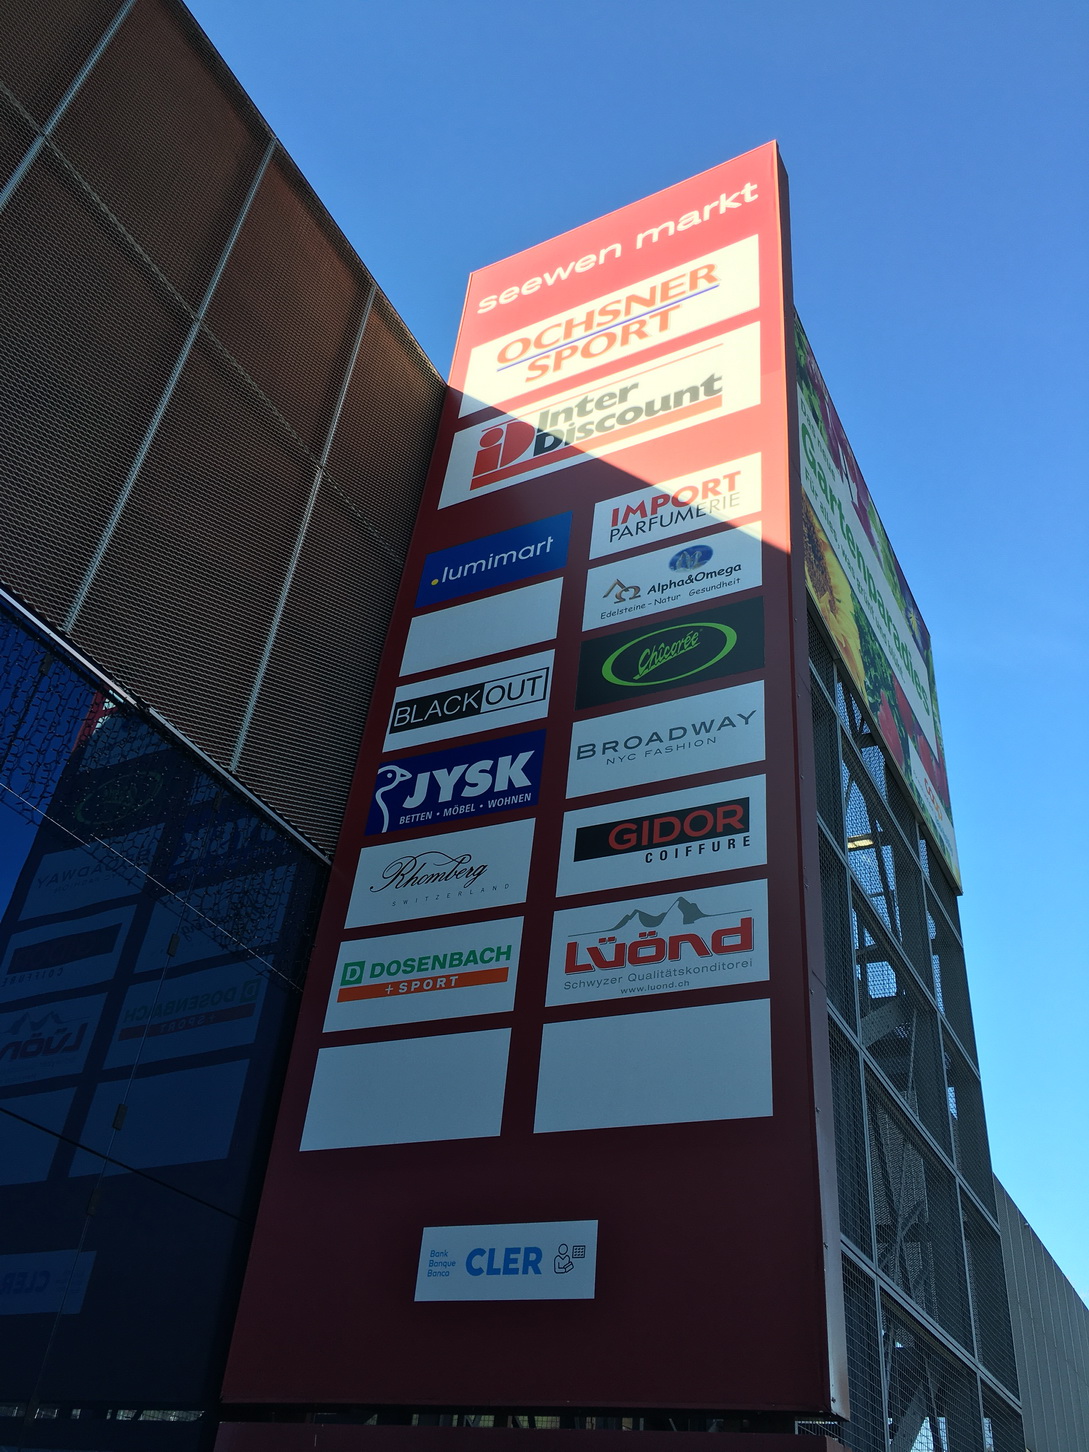 seewen markt
OCHSNER
SPORT
iD Inter
Discount
IMPORT
PARFUMERIE
lumimart
Alpha&Omega
Edelsteine - Natur Gesundheit
Chicorée
BLACKOUT
BROADWAY
NYC FASHION
JYSK
BETTEN • MÖBEL • WOHNEN
GIDOR
COIFFURE
Rhomberg
SWITZERLAND
LÜÖND
Schwyzer Qualitätskonditorei
www.luond.ch
D DOSENBACH
+SPORT
Bank
Banque
Banca
CLER
Gartenparadies